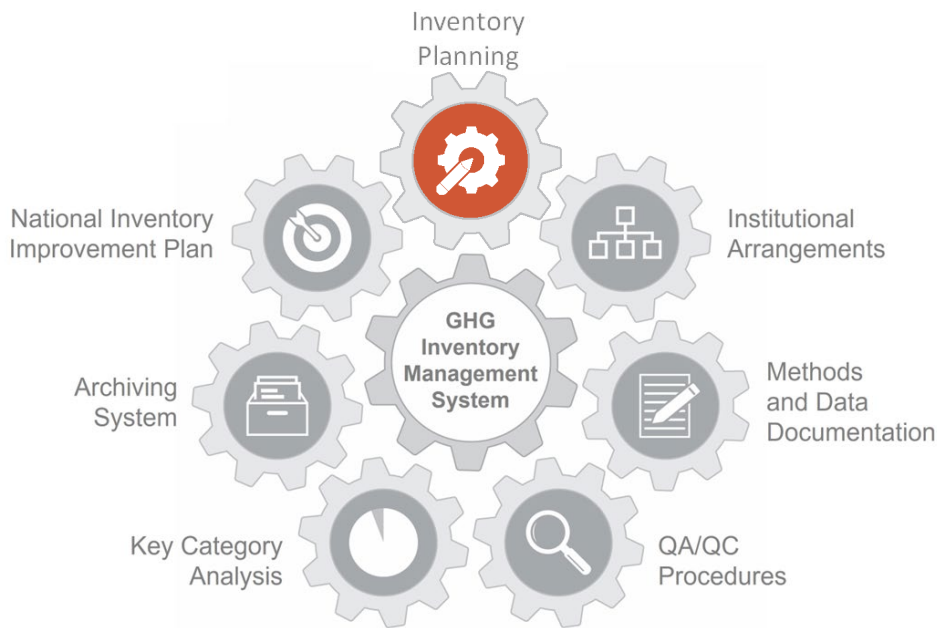 Inventory
Planning
National Inventory
Improvement Plan
Institutional
Arrangements
GHG
Inventory
Management
System
Archiving
System
Methods
and Data
Documentation
Key Category
Analysis
QA/QC
Procedures